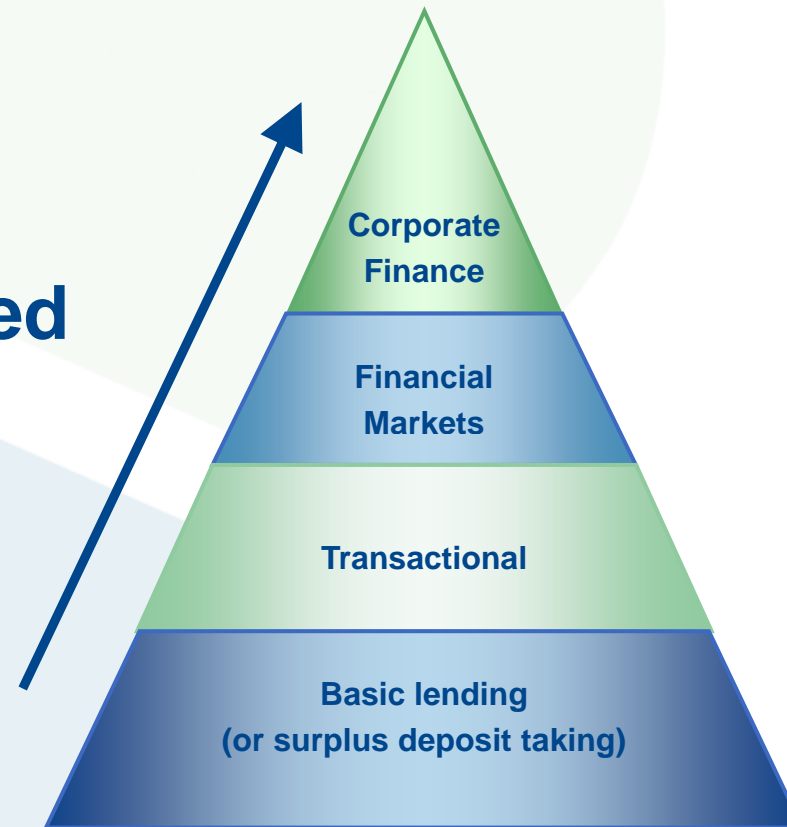 Corporate
Finance
ed
Financial
Markets
Transactional
Basic lending
(or surplus deposit taking)